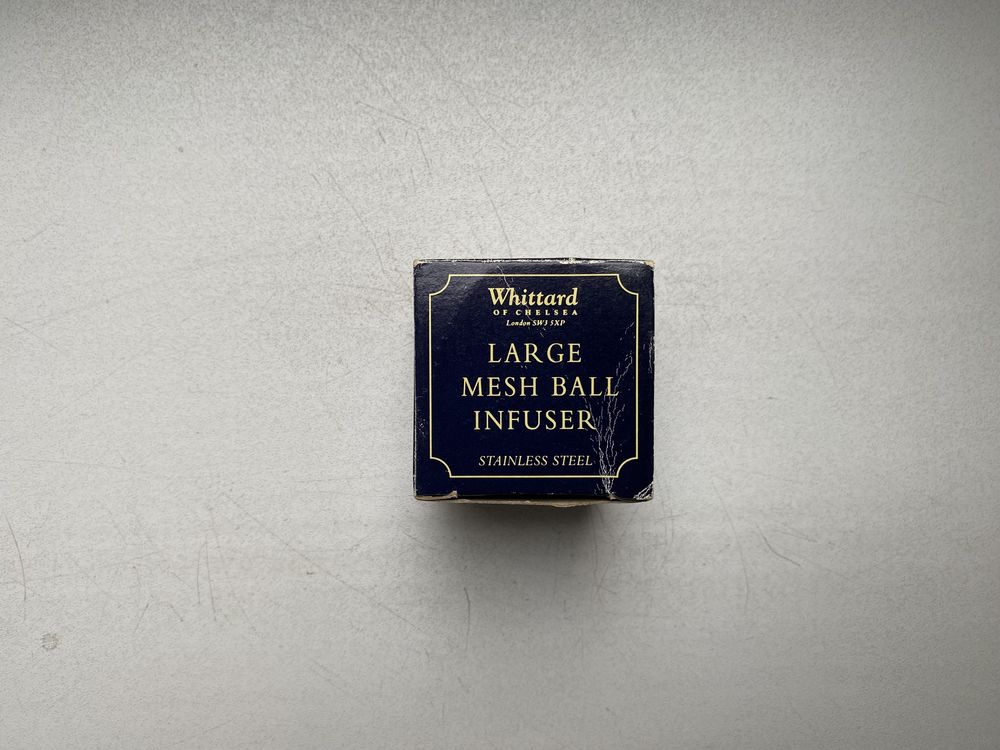 Whittard
OF CHELSEA
London SW3 5XP
LARGE
MESH BALL
INFUSER
STAINLESS STEEL